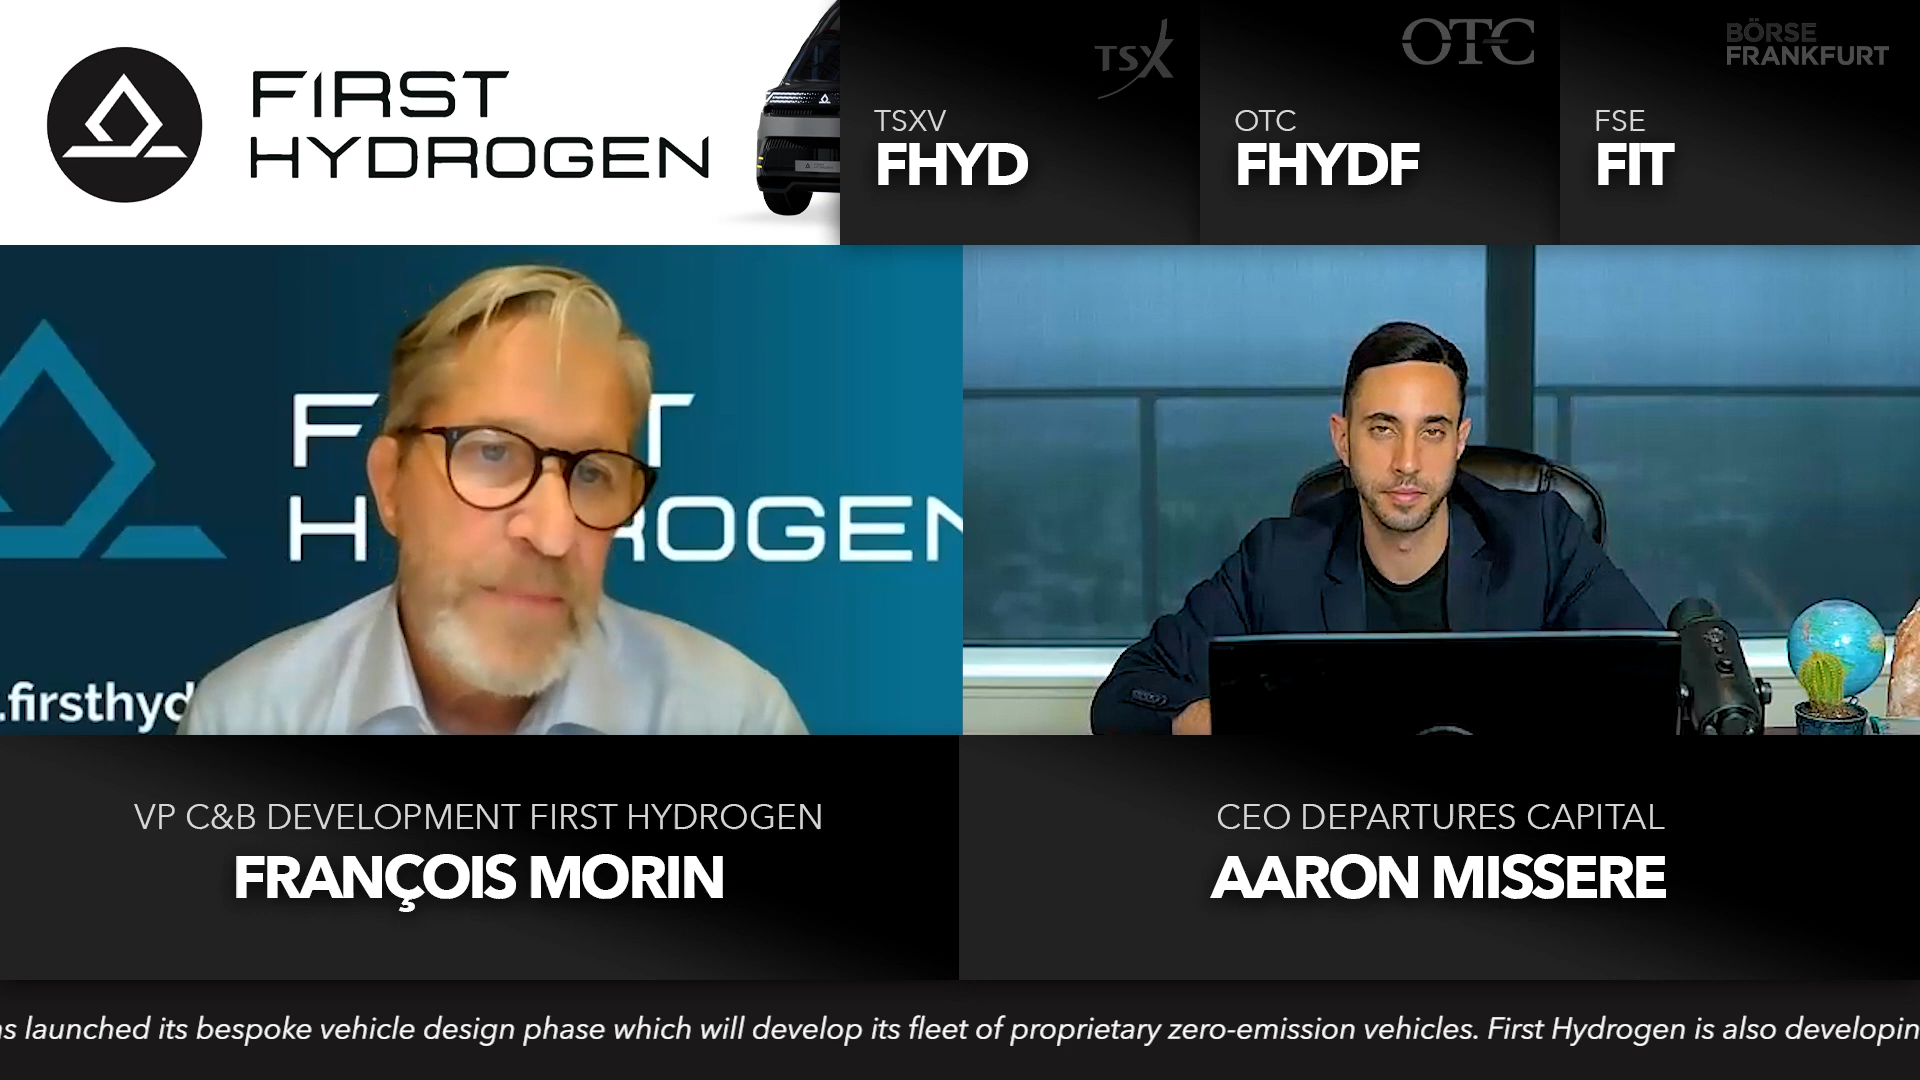 FIRST
HYDROGEN
TSX
TSXV
FHYD
OTC
OTC
FHYDF
BÖRSE
FRANKFURT
FSE
FIT
F T
H ROGEN
.firsthyd
VP C&B DEVELOPMENT FIRST HYDROGEN
FRANÇOIS MORIN
CEO DEPARTURES CAPITAL
AARON MISSERE
as launched its bespoke vehicle design phase which will develop its fleet of proprietary zero-emission vehicles. First Hydrogen is also developin